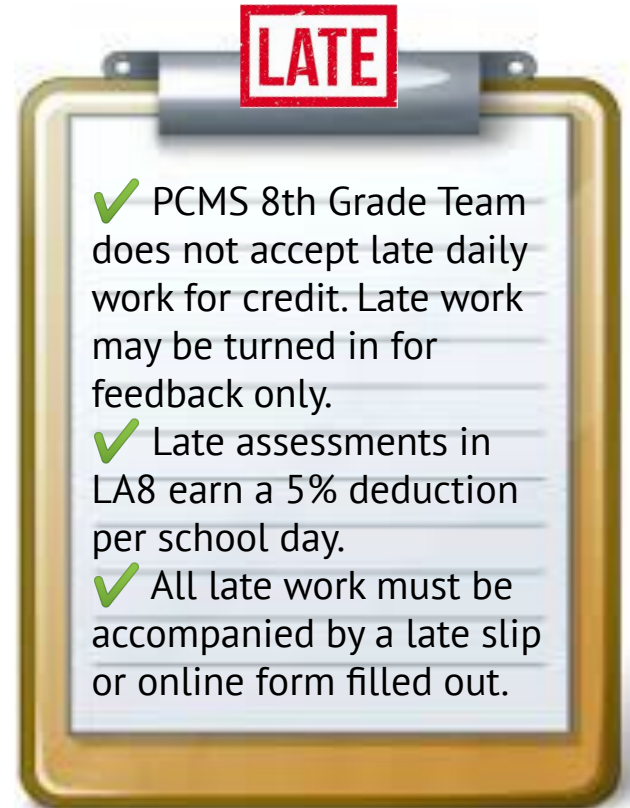 LATE
✔ PCMS 8th Grade Team
does not accept late daily
work for credit. Late work
may be turned in for
feedback only.
✔ Late assessments in
LA8 earn a 5% deduction
per school day.
✔ All late work must be
accompanied by a late slip
or online form filled out.